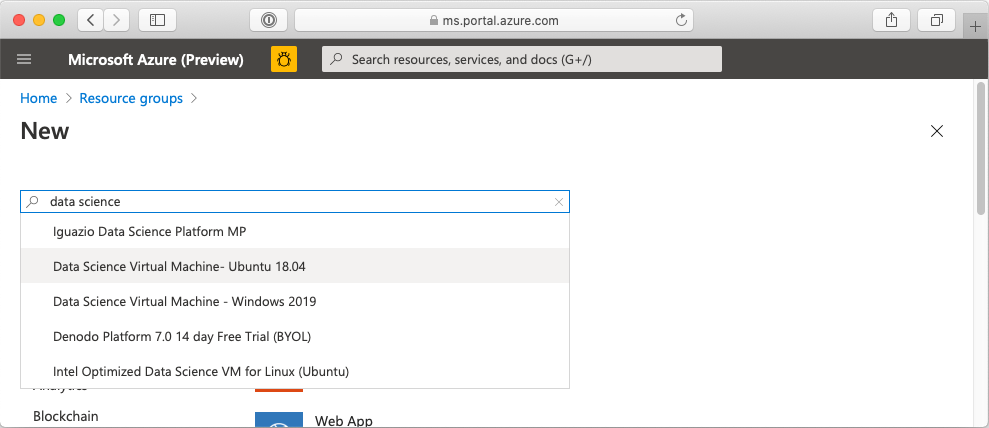 ms.portal.azure.com
Microsoft Azure (Preview)
Search resources, services, and docs (G+/)
Home > Resource groups >
New
data science
Iguazio Data Science Platform MP
Data Science Virtual Machine- Ubuntu 18.04
Data Science Virtual Machine - Windows 2019
Denodo Platform 7.0 14 day Free Trial (BYOL)
Intel Optimized Data Science VM for Linux (Ubuntu)
Analytics
Blockchain
Web App